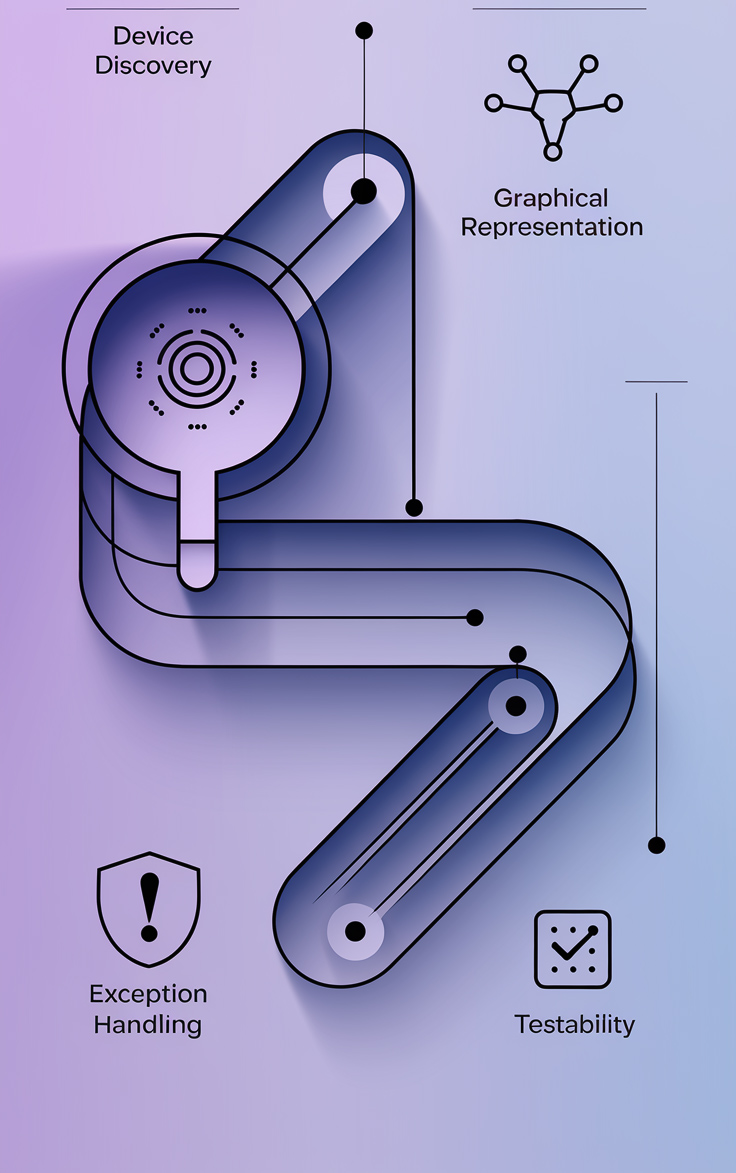 Device
Discovery
Graphical
Representation
Exception
Handling
Testability